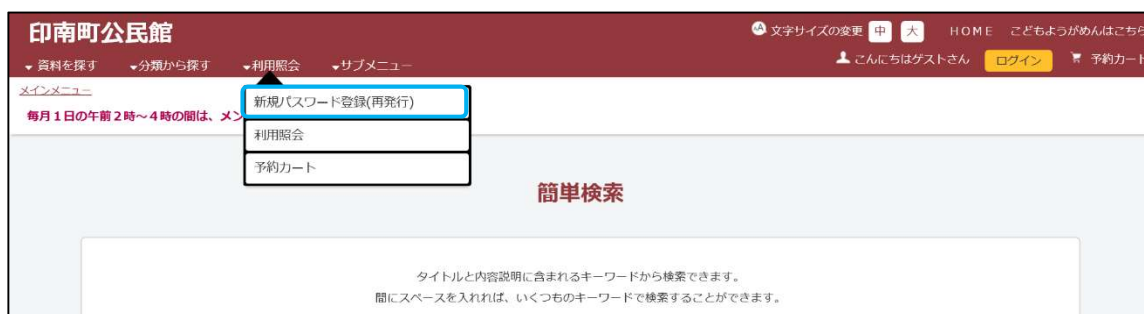 印南町公民館
文字サイズの変更 中 大 HOME こどもようがめんはこちら
▾資料を探す ▾分類から探す ▾利用照会 ▾サブメニュー
こんにちはゲストさん ログイン 予約カート
メインメニュー
毎月1日の午前2時～4時の間は、メン
新規パスワード登録(再発行)
利用照会
予約カート
簡単検索
タイトルと内容説明に含まれるキーワードから検索できます。
間にスペースを入れれば、いくつものキーワードで検索することができます。